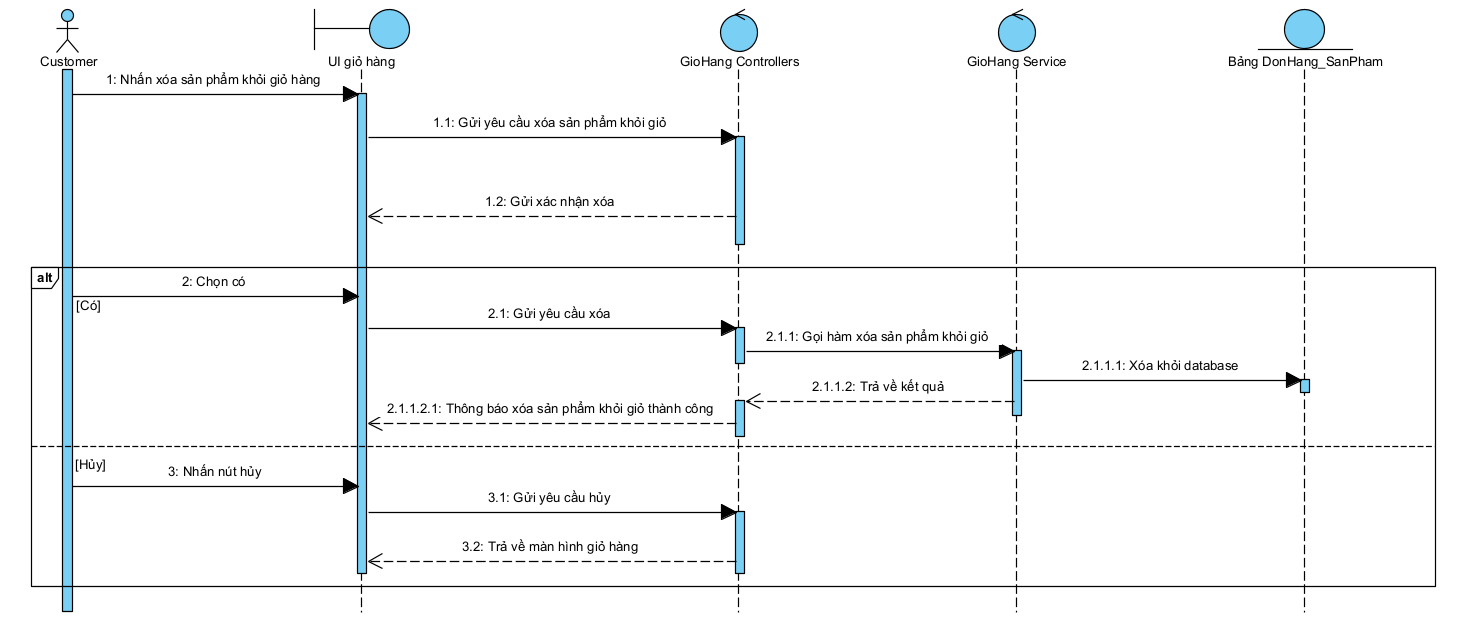 Customer
UI giỏ hàng
GioHang Controllers
GioHang Service
Bảng DonHang_SanPham
1: Nhấn xóa sản phẩm khỏi giỏ hàng
1.1: Gửi yêu cầu xóa sản phẩm khỏi giỏ
1.2: Gửi xác nhận xóa
alt
2: Chọn có
[Có]
2.1: Gửi yêu cầu xóa
2.1.1: Gọi hàm xóa sản phẩm khỏi giỏ
2.1.1.1: Xóa khỏi database
2.1.1.2: Trả về kết quả
2.1.1.2.1: Thông báo xóa sản phẩm khỏi giỏ thành công
[Hủy]
3: Nhấn nút hủy
3.1: Gửi yêu cầu hủy
3.2: Trả về màn hình giỏ hàng